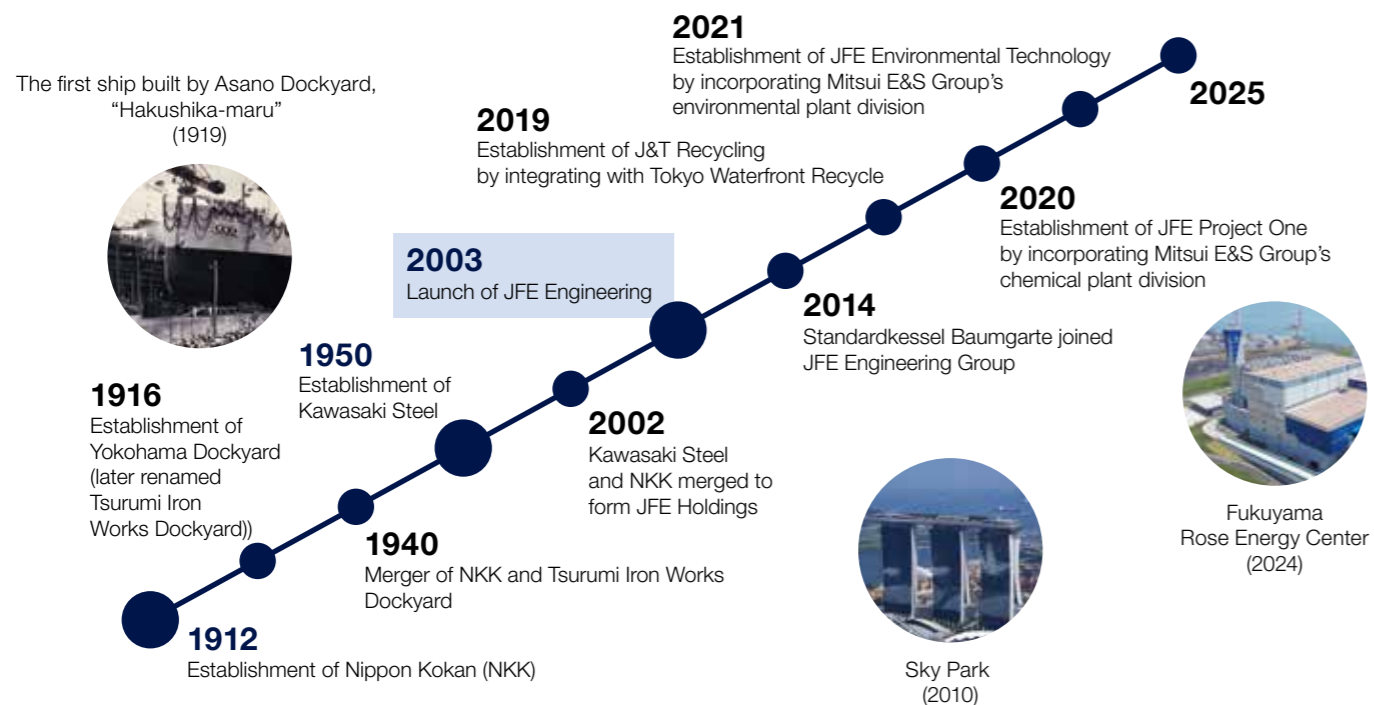 The first ship built by Asano Dockyard,
“Hakushika-maru”
(1919)
1912
Establishment of Nippon Kokan (NKK)
1916
Establishment of
Yokohama Dockyard
(later renamed
Tsurumi Iron
Works Dockyard))
1940
Merger of NKK and Tsurumi Iron Works
Dockyard
1950
Establishment of
Kawasaki Steel
2002
Kawasaki Steel
and NKK merged to
form JFE Holdings
2003
Launch of JFE Engineering
2014
Standardkessel Baumgarte joined
JFE Engineering Group
2019
Establishment of J&T Recycling
by integrating with Tokyo Waterfront Recycle
2020
Establishment of JFE Project One
by incorporating Mitsui E&S Group’s
chemical plant division
2021
Establishment of JFE Environmental Technology
by incorporating Mitsui E&S Group’s
environmental plant division
2025
Sky Park
(2010)
Fukuyama
Rose Energy Center
(2024)